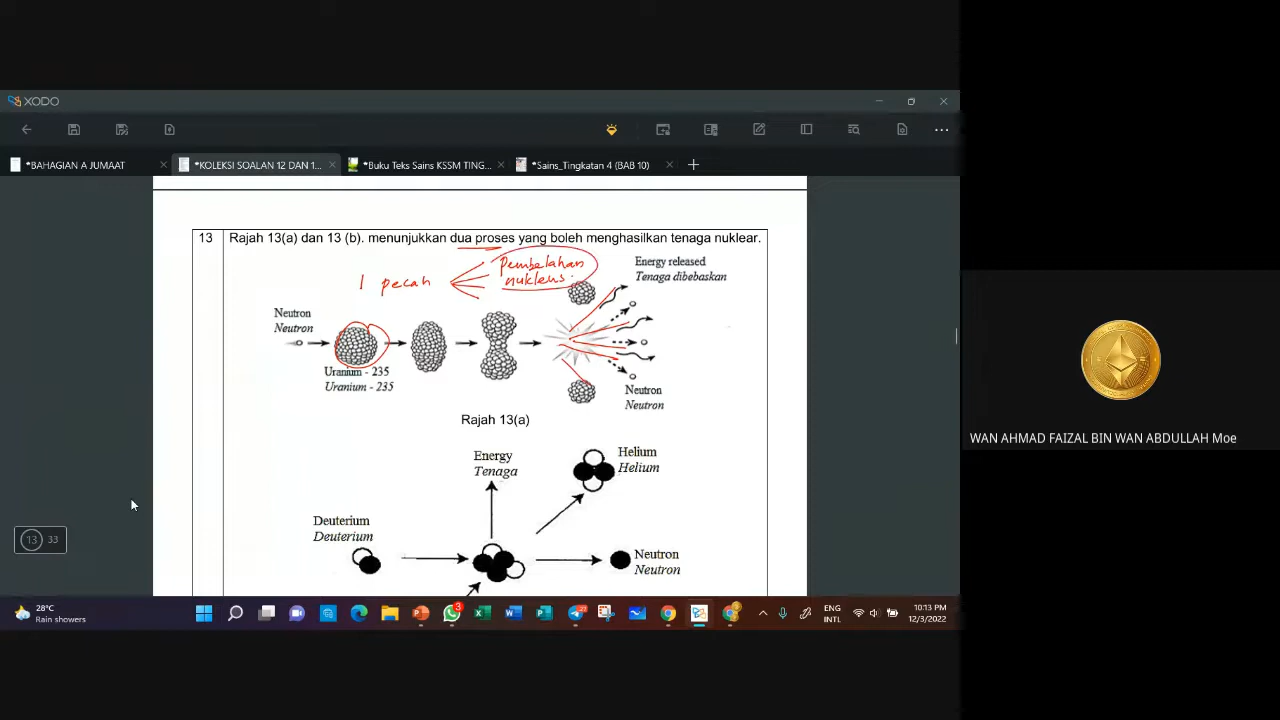 XODO
*BAHAGIAN A JUMAAT
*KOLEKSI SOALAN 12 DAN 1...
*Buku Teks Sains KSSM TING...
*Sains_Tingkatan 4 (BAB 10)
13 Rajah 13(a) dan 13 (b). menunjukkan dua proses yang boleh menghasilkan tenaga nuklear.
1 pecah
Pembelahan
nukleus.
Energy released
Tenaga dibebaskan
Neutron
Neutron
Uranium - 235
Uranium - 235
Neutron
Neutron
Rajah 13(a)
Energy
Tenaga
Helium
Helium
Deuterium
Deuterium
Neutron
Neutron
13 33
WAN AHMAD FAIZAL BIN WAN ABDULLAH Moe
28°C
Rain showers
3
ENG
INTL
10:13 PM
12/3/2022